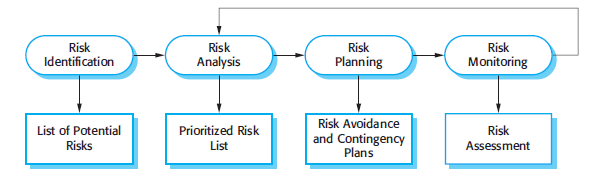 Risk
Identification
Risk
Analysis
Risk
Planning
Risk
Monitoring
List of Potential
Risks
Prioritized Risk
List
Risk Avoidance
and Contingency
Plans
Risk
Assessment